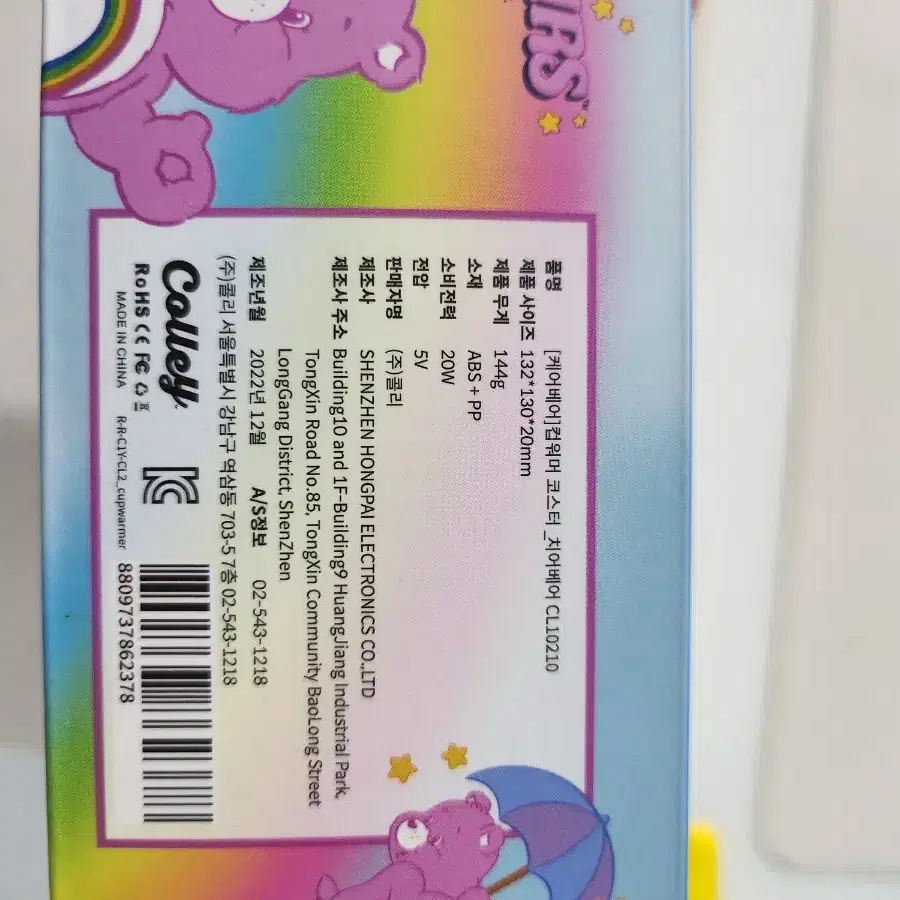 품명 [케어베어]컵워머 코스터_치어베어 CL10210
제품 사이즈 132*130*20mm
제품 무게 144g
소재 ABS + PP
소비전력 20W
전압 5V
판매자명 (주)콜리
제조사 SHENZHEN HONGPAI ELECTRONICS CO.,LTD
제조사 주소 Building10 and 1F-Building9 HuangJiang Industrial Park.
TongXin Road No.85, TongXin Community BaoLong Street
LongGang District, ShenZhen
제조년월 2022년 12월 A/S정보 02-543-1218
(주)콜리 서울특별시 강남구 역삼동 703-5 7층 02-543-1218
Colley
RoHS CE FC
MADE IN CHINA R-R-C1Y-CL2_cupwarmer
8809737862378